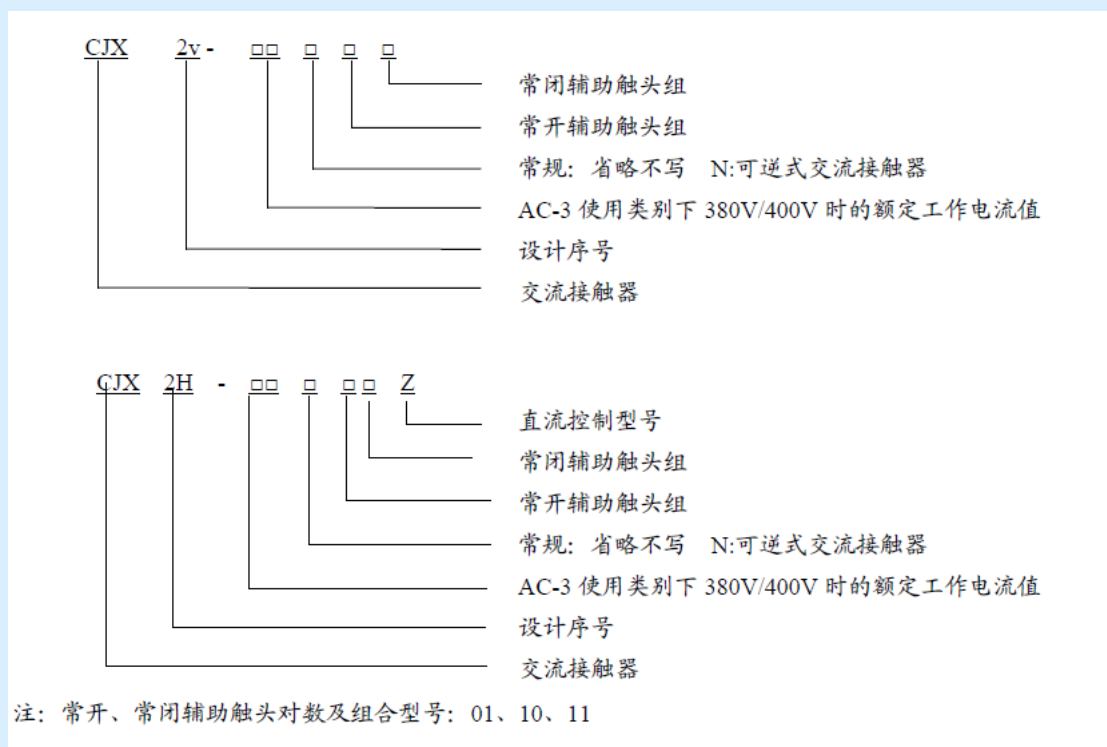 CJX 2v - □□ □ □ □
常闭辅助触头组
常开辅助触头组
常规：省略不写 N:可逆式交流接触器
AC-3 使用类别下 380V/400V 时的额定工作电流值
设计序号
交流接触器
CJX 2H - □□ □ □ □ Z
直流控制型号
常闭辅助触头组
常开辅助触头组
常规：省略不写 N:可逆式交流接触器
AC-3 使用类别下 380V/400V 时的额定工作电流值
设计序号
交流接触器
注：常开、常闭辅助触头对数及组合型号：01、10、11